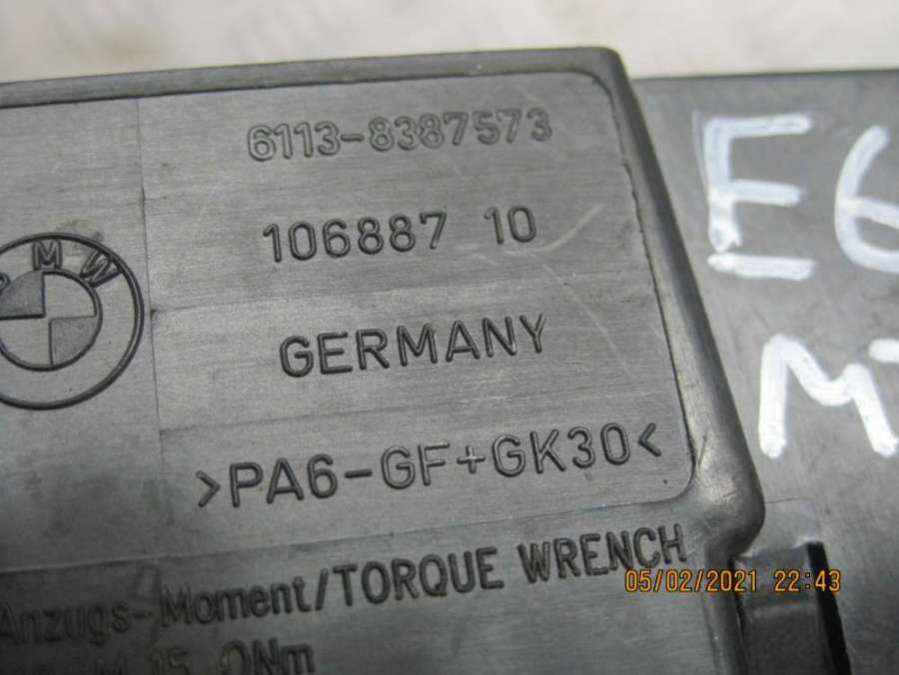 6113-8387573
106887 10
GERMANY
>PA6-GF+GK30<
BMW
Anzugs-Moment/TORQUE WRENCH
15
E6
M
05/02/2021 22:43